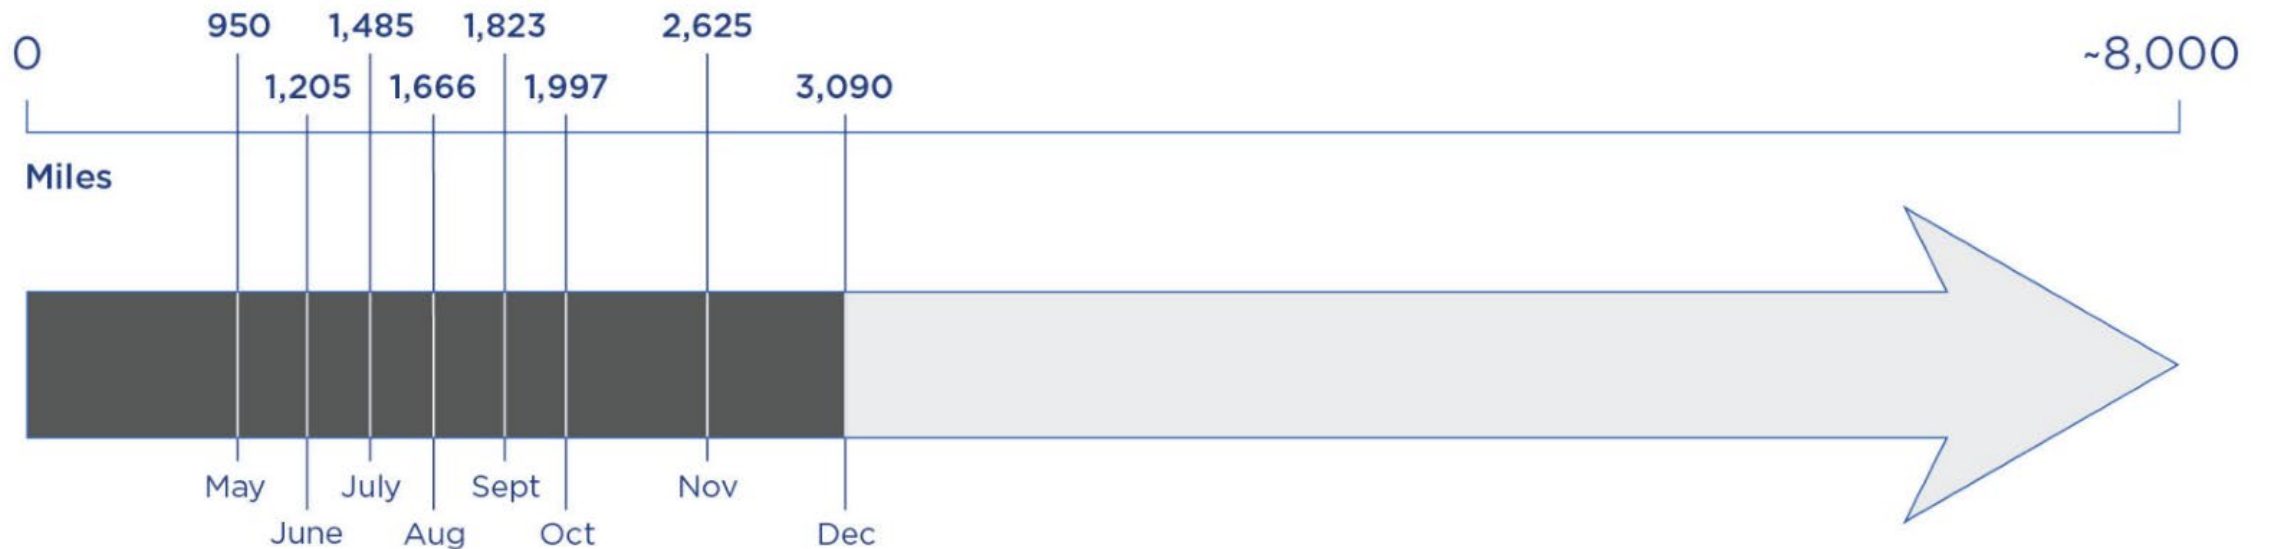 950 1,485 1,823 2,625
0 ~8,000
1,205 1,666 1,997 3,090
Miles
May July Sept Nov
June Aug Oct Dec